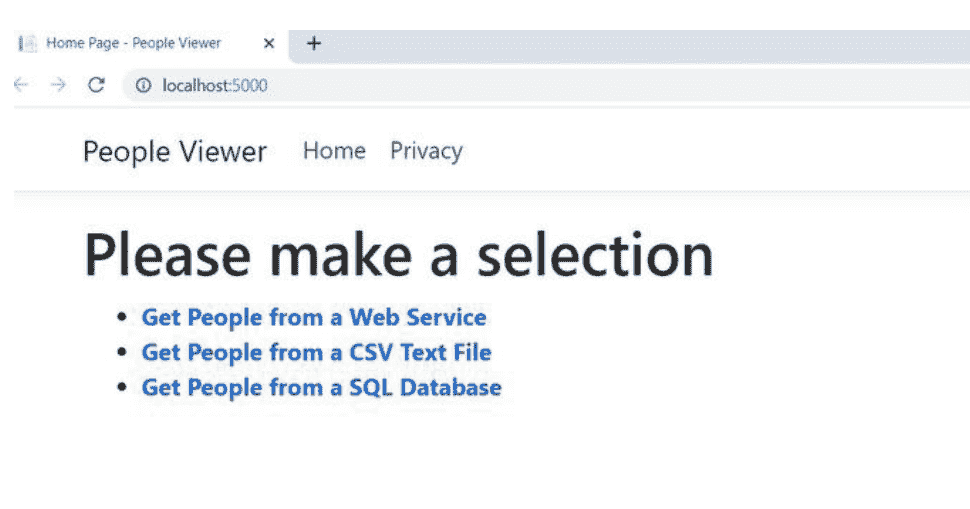 Home Page - People Viewer
localhost:5000
People Viewer Home Privacy
Please make a selection
Get People from a Web Service
Get People from a CSV Text File
Get People from a SQL Database